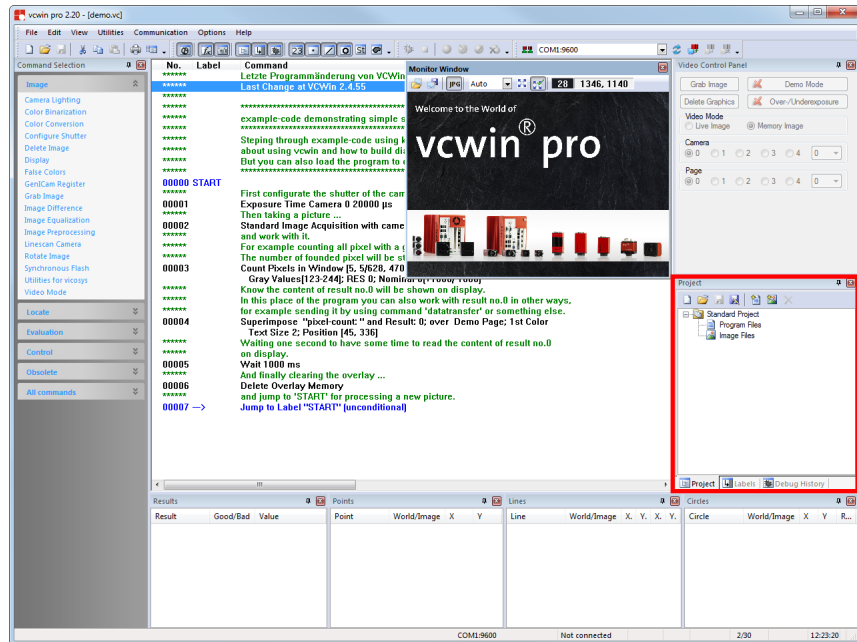 vcwin pro 2.20 - [demo.vc]
File Edit View Utilities Communication Options Help
COM1:9600
Command Selection
Image
Camera Lighting
Color Binarization
Color Conversion
Configure Shutter
Delete Image
Display
False Colors
GenICam Register
Grab Image
Image Difference
Image Equalization
Image Preprocessing
Linescan Camera
Rotate Image
Synchronous Flash
Utilities for vicosys
Video Mode
Locate
Evaluation
Control
Obsolete
All commands
No. Label Command
****** Letzte Programmänderung von VCWin
****** Last Change at VCWin 2.4.55
******
****** example-code demonstrating simple s
******
****** Steping through example-code using k
****** about using vcwin and how to build di
****** But you can also load the program to
******
00000 START
****** First configurate the shutter of the cam
00001 Exposure Time Camera 0 20000 µs
****** Then taking a picture ...
00002 Standard Image Acquisition with came
****** and work with it.
****** For example counting all pixel with a g
****** The number of founded pixel will be st
00003 Count Pixels in Window [5, 5/628, 470
Gray Values[123-244]; RES 0; Nominal 0[+1000/-1000]
****** Know the content of result no.0 will be shown on display.
****** In this place of the program you can also work with result no.0 in other ways,
****** for example sending it by using command 'datatransfer' or something else.
00004 Superimpose "pixel-count: " and Result: 0; over Demo Page; 1st Color
Text Size 2; Position [45, 336]
****** Waiting one second to have some time to read the content of result no.0
****** on display.
00005 Wait 1000 ms
****** And finally clearing the overlay ...
00006 Delete Overlay Memory
****** and jump to 'START' for processing a new picture.
00007 --> Jump to Label "START" (unconditional)
Monitor Window
JPG Auto 28 1346, 1140
Welcome to the World of
vcwin® pro
Video Control Panel
Grab Image Demo Mode
Delete Graphics Over-/Underexposure
Video Mode
Live Image Memory Image
Camera
0 1 2 3 4 0
Page
0 1 2 3 4 0
Project
Standard Project
Program Files
Image Files
Project Labels Debug History
Results
Result Good/Bad Value
Points
Point World/Image X Y
Lines
Line World/Image X. Y. X. Y.
Circles
Circle World/Image X Y R...
COM1:9600 Not connected 2/30 12:23:20